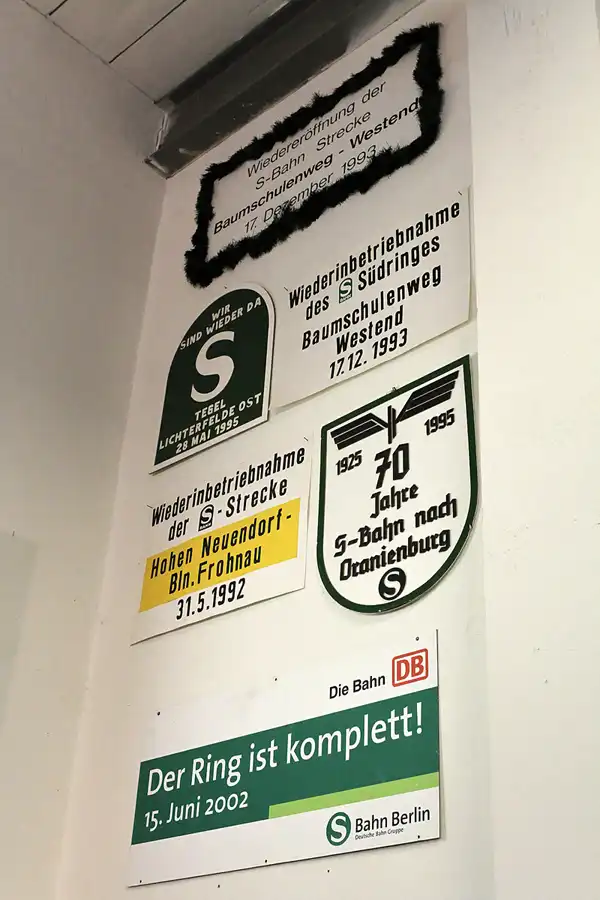 Wiedereröffnung der
S-Bahn Strecke
Baumschulenweg - Westend
17. Dezember 1993
Wiederinbetriebnahme
des S Südringes
Baumschulenweg
Westend
17.12. 1993
WIR
SIND WIEDER DA
S
TEGEL
LICHTERFELDE OST
28 MAI 1995
1925 1995
70
Jahre
S-Bahn nach
Oranienburg
S
Wiederinbetriebnahme
der S-Strecke
Hohen Neuendorf-
Bln.Frohnau
31.5.1992
Die Bahn DB
Der Ring ist komplett!
15. Juni 2002
S Bahn Berlin
Deutsche Bahn Gruppe